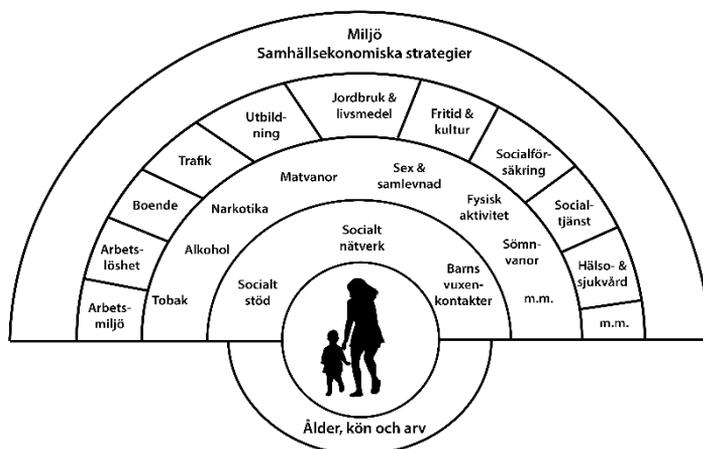 Miljö
Samhällsekonomiska strategier
Jordbruk &
livsmedel
Fritid &
kultur
Utbild-
ning
Socialför-
säkring
Trafik
Social-
tjänst
Boende
Hälso- &
sjukvård
Arbets-
löshet
Arbets-
miljö
m.m.
Matvanor
Sex &
samlevnad
Narkotika
Fysisk
aktivitet
Alkohol
Sömn-
vanor
Tobak
m.m.
Socialt
nätverk
Socialt
stöd
Barns
vuxen-
kontakter
Ålder, kön och arv